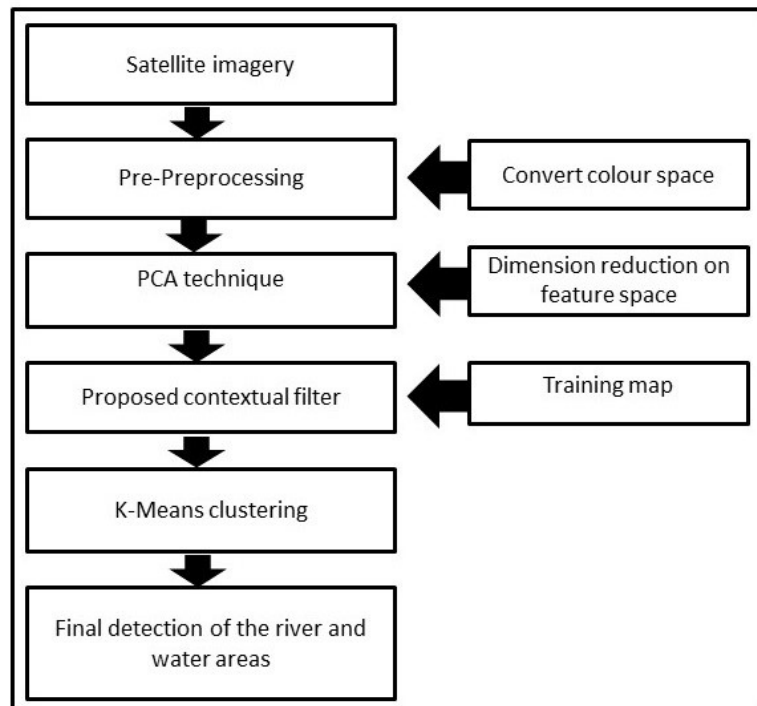 Satellite imagery
Pre-Preprocessing
Convert colour space
PCA technique
Dimension reduction on
feature space
Proposed contextual filter
Training map
K-Means clustering
Final detection of the river and
water areas